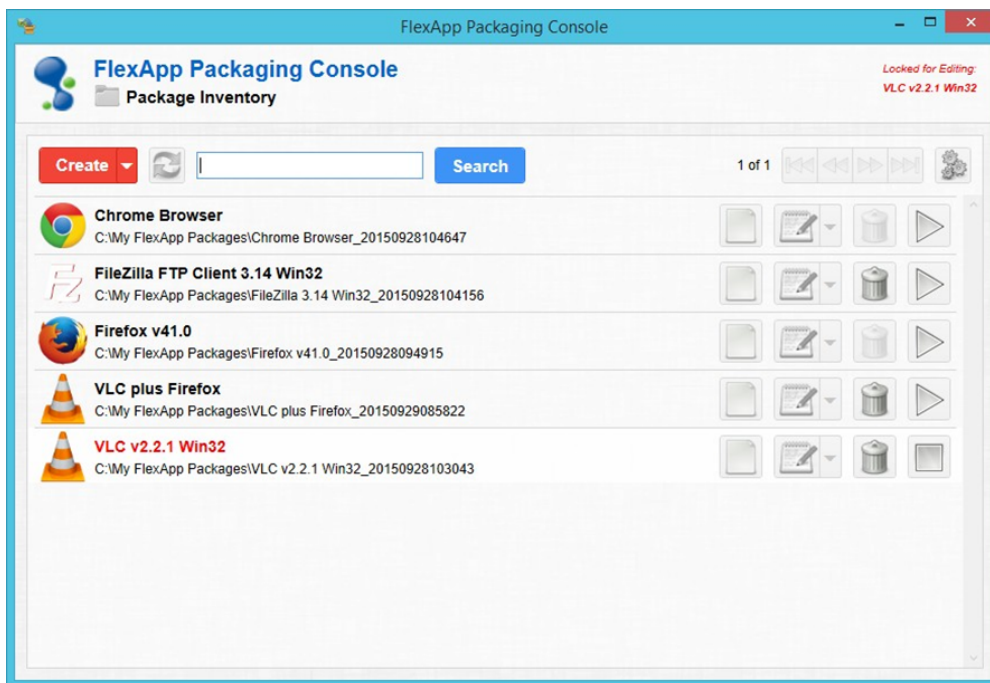 FlexApp Packaging Console
FlexApp Packaging Console
Package Inventory
Locked for Editing:
VLC v2.2.1 Win32
Create
Search
1 of 1
Chrome Browser
C:\My FlexApp Packages\Chrome Browser_20150928104647
FileZilla FTP Client 3.14 Win32
C:\My FlexApp Packages\FileZilla 3.14 Win32_20150928104156
Firefox v41.0
C:\My FlexApp Packages\Firefox v41.0_20150928094915
VLC plus Firefox
C:\My FlexApp Packages\VLC plus Firefox_20150929085822
VLC v2.2.1 Win32
C:\My FlexApp Packages\VLC v2.2.1 Win32_20150928103043